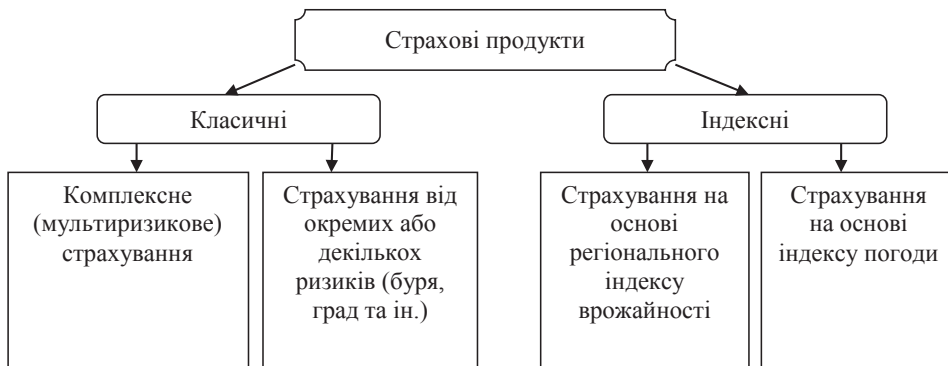 Страхові продукти
Класичні
Індексні
Комплексне
(мультиризикове)
страхування
Страхування від
окремих або
декількох
ризиків (буря,
град та ін.)
Страхування на
основі
регіонального
індексу
врожайності
Страхування
на основі
індексу погоди